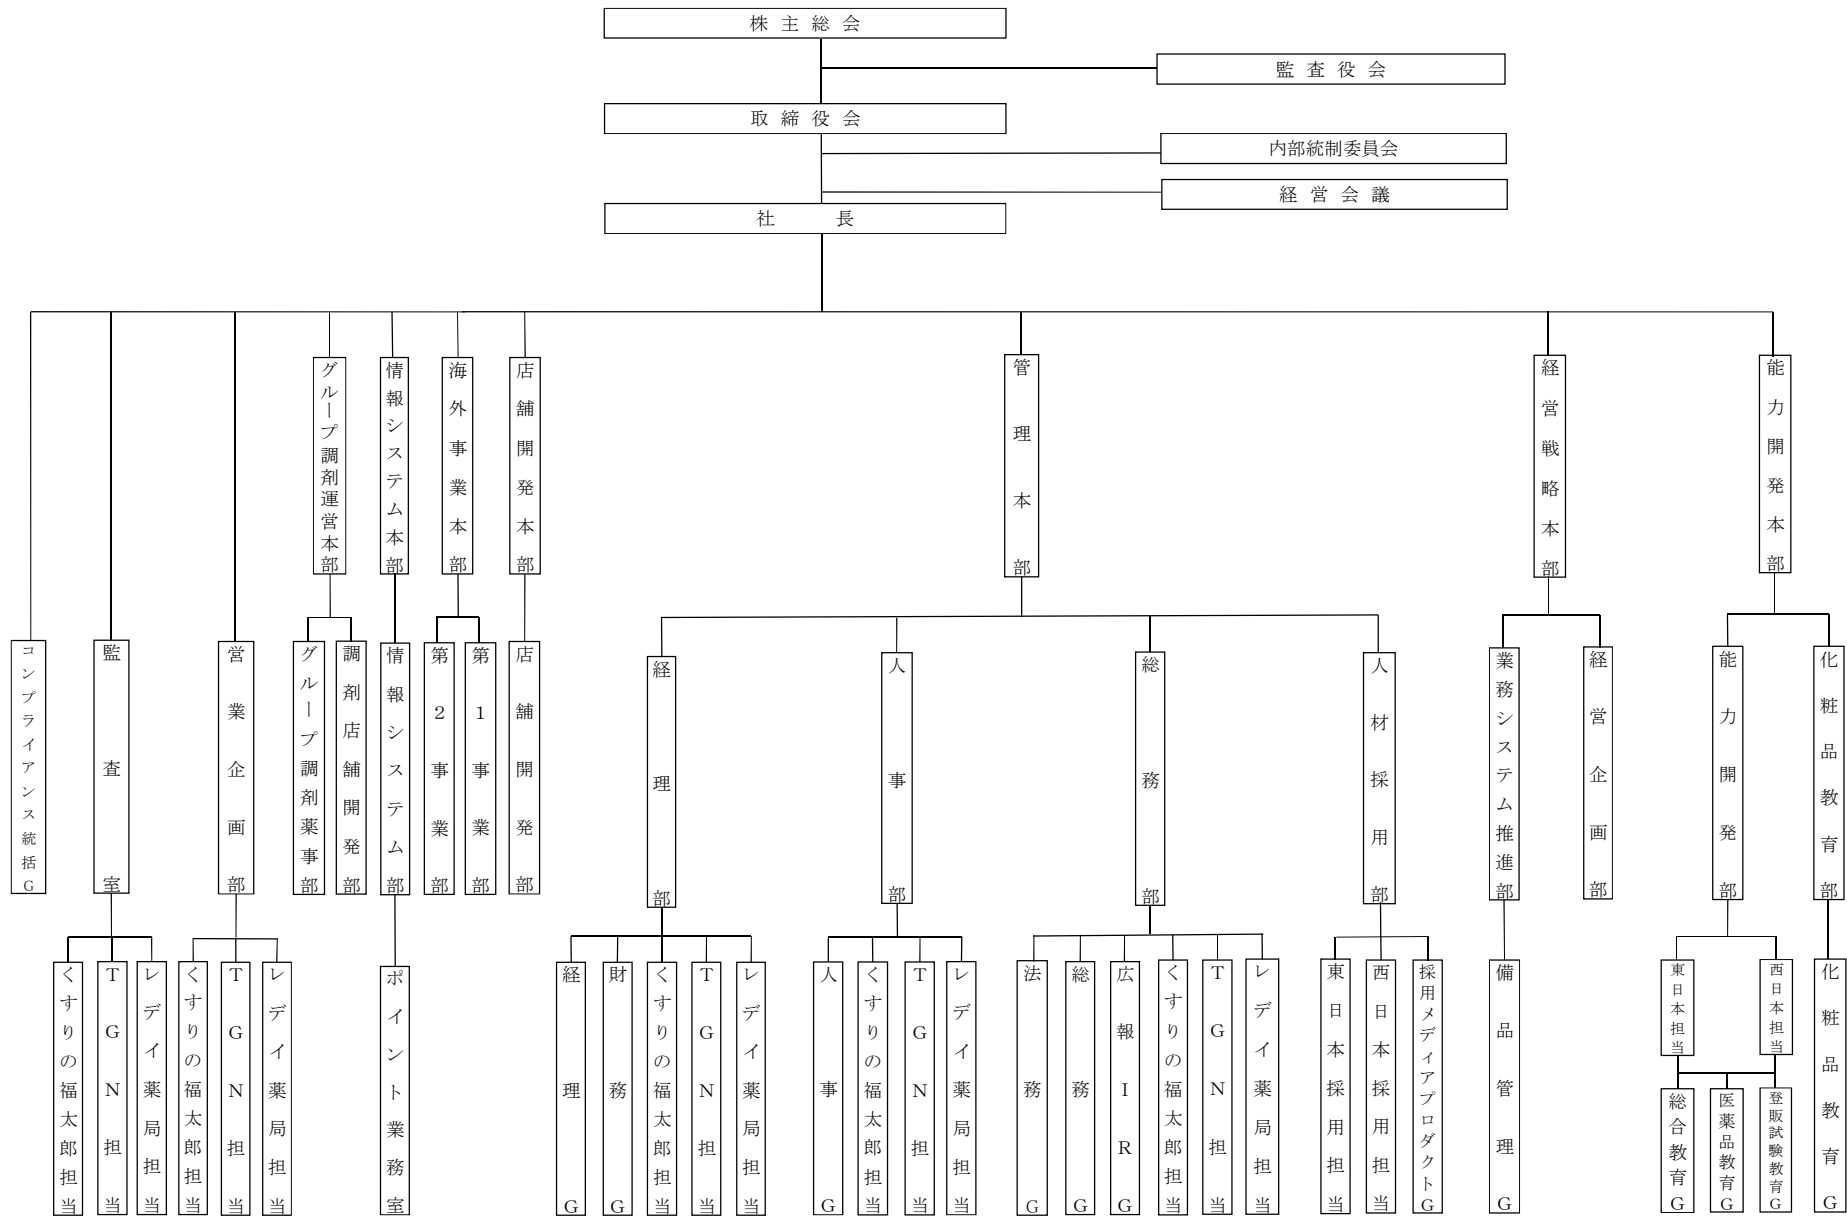 株主総会
監査役会
取締役会
内部統制委員会
経営会議
社長
グループ調剤運営本部
情報システム本部
海外事業本部
店舗開発本部
管理本部
経営戦略本部
能力開発本部
コンプライアンス統括G
監査室
営業企画部
グループ調剤薬事部
調剤店舗開発部
情報システム部
第2事業部
第1事業部
店舗開発部
経理部
人事部
総務部
人材採用部
業務システム推進部
経営企画部
能力開発部
化粧品教育部
くすりの福太郎担当
TGN担当
レデイ薬局担当
くすりの福太郎担当
TGN担当
レデイ薬局担当
ポイント業務室
経理G
財務G
くすりの福太郎担当
TGN担当
レデイ薬局担当
人事G
くすりの福太郎担当
TGN担当
レデイ薬局担当
法務G
総務G
広報IRG
くすりの福太郎担当
TGN担当
レデイ薬局担当
東日本採用担当
西日本採用担当
採用メディアプロダクトG
備品管理G
東日本担当
西日本担当
化粧品教育G
総合教育G
医薬品教育G
登販試験教育G